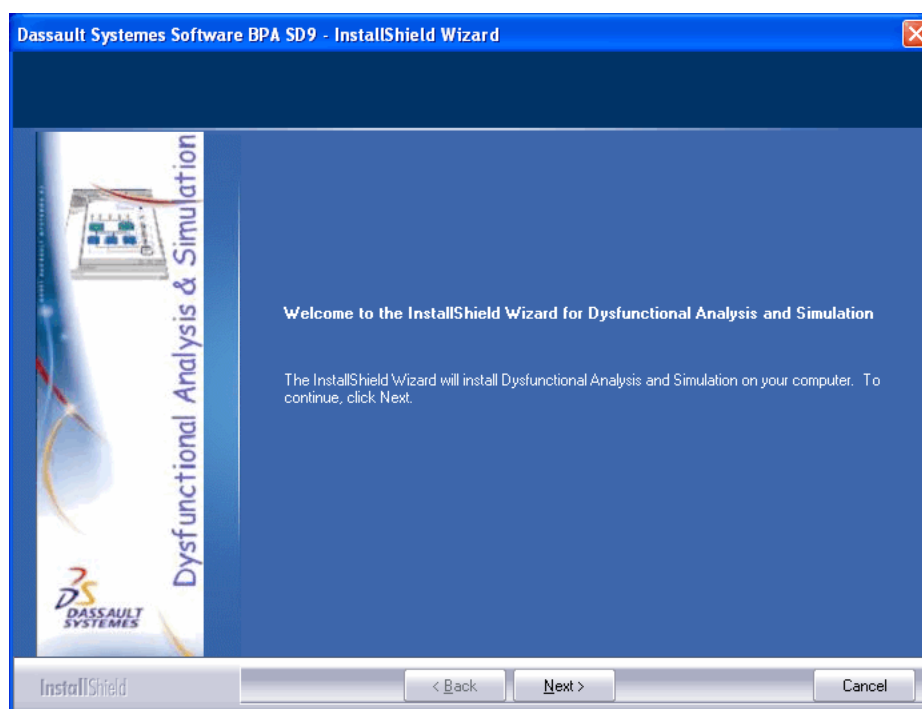 Dassault Systemes Software BPA SD9 - InstallShield Wizard
Dysfunctional Analysis & Simulation
DASSAULT
SYSTEMES
Welcome to the InstallShield Wizard for Dysfunctional Analysis and Simulation
The InstallShield Wizard will install Dysfunctional Analysis and Simulation on your computer. To
continue, click Next.
InstallShield
< Back
Next >
Cancel